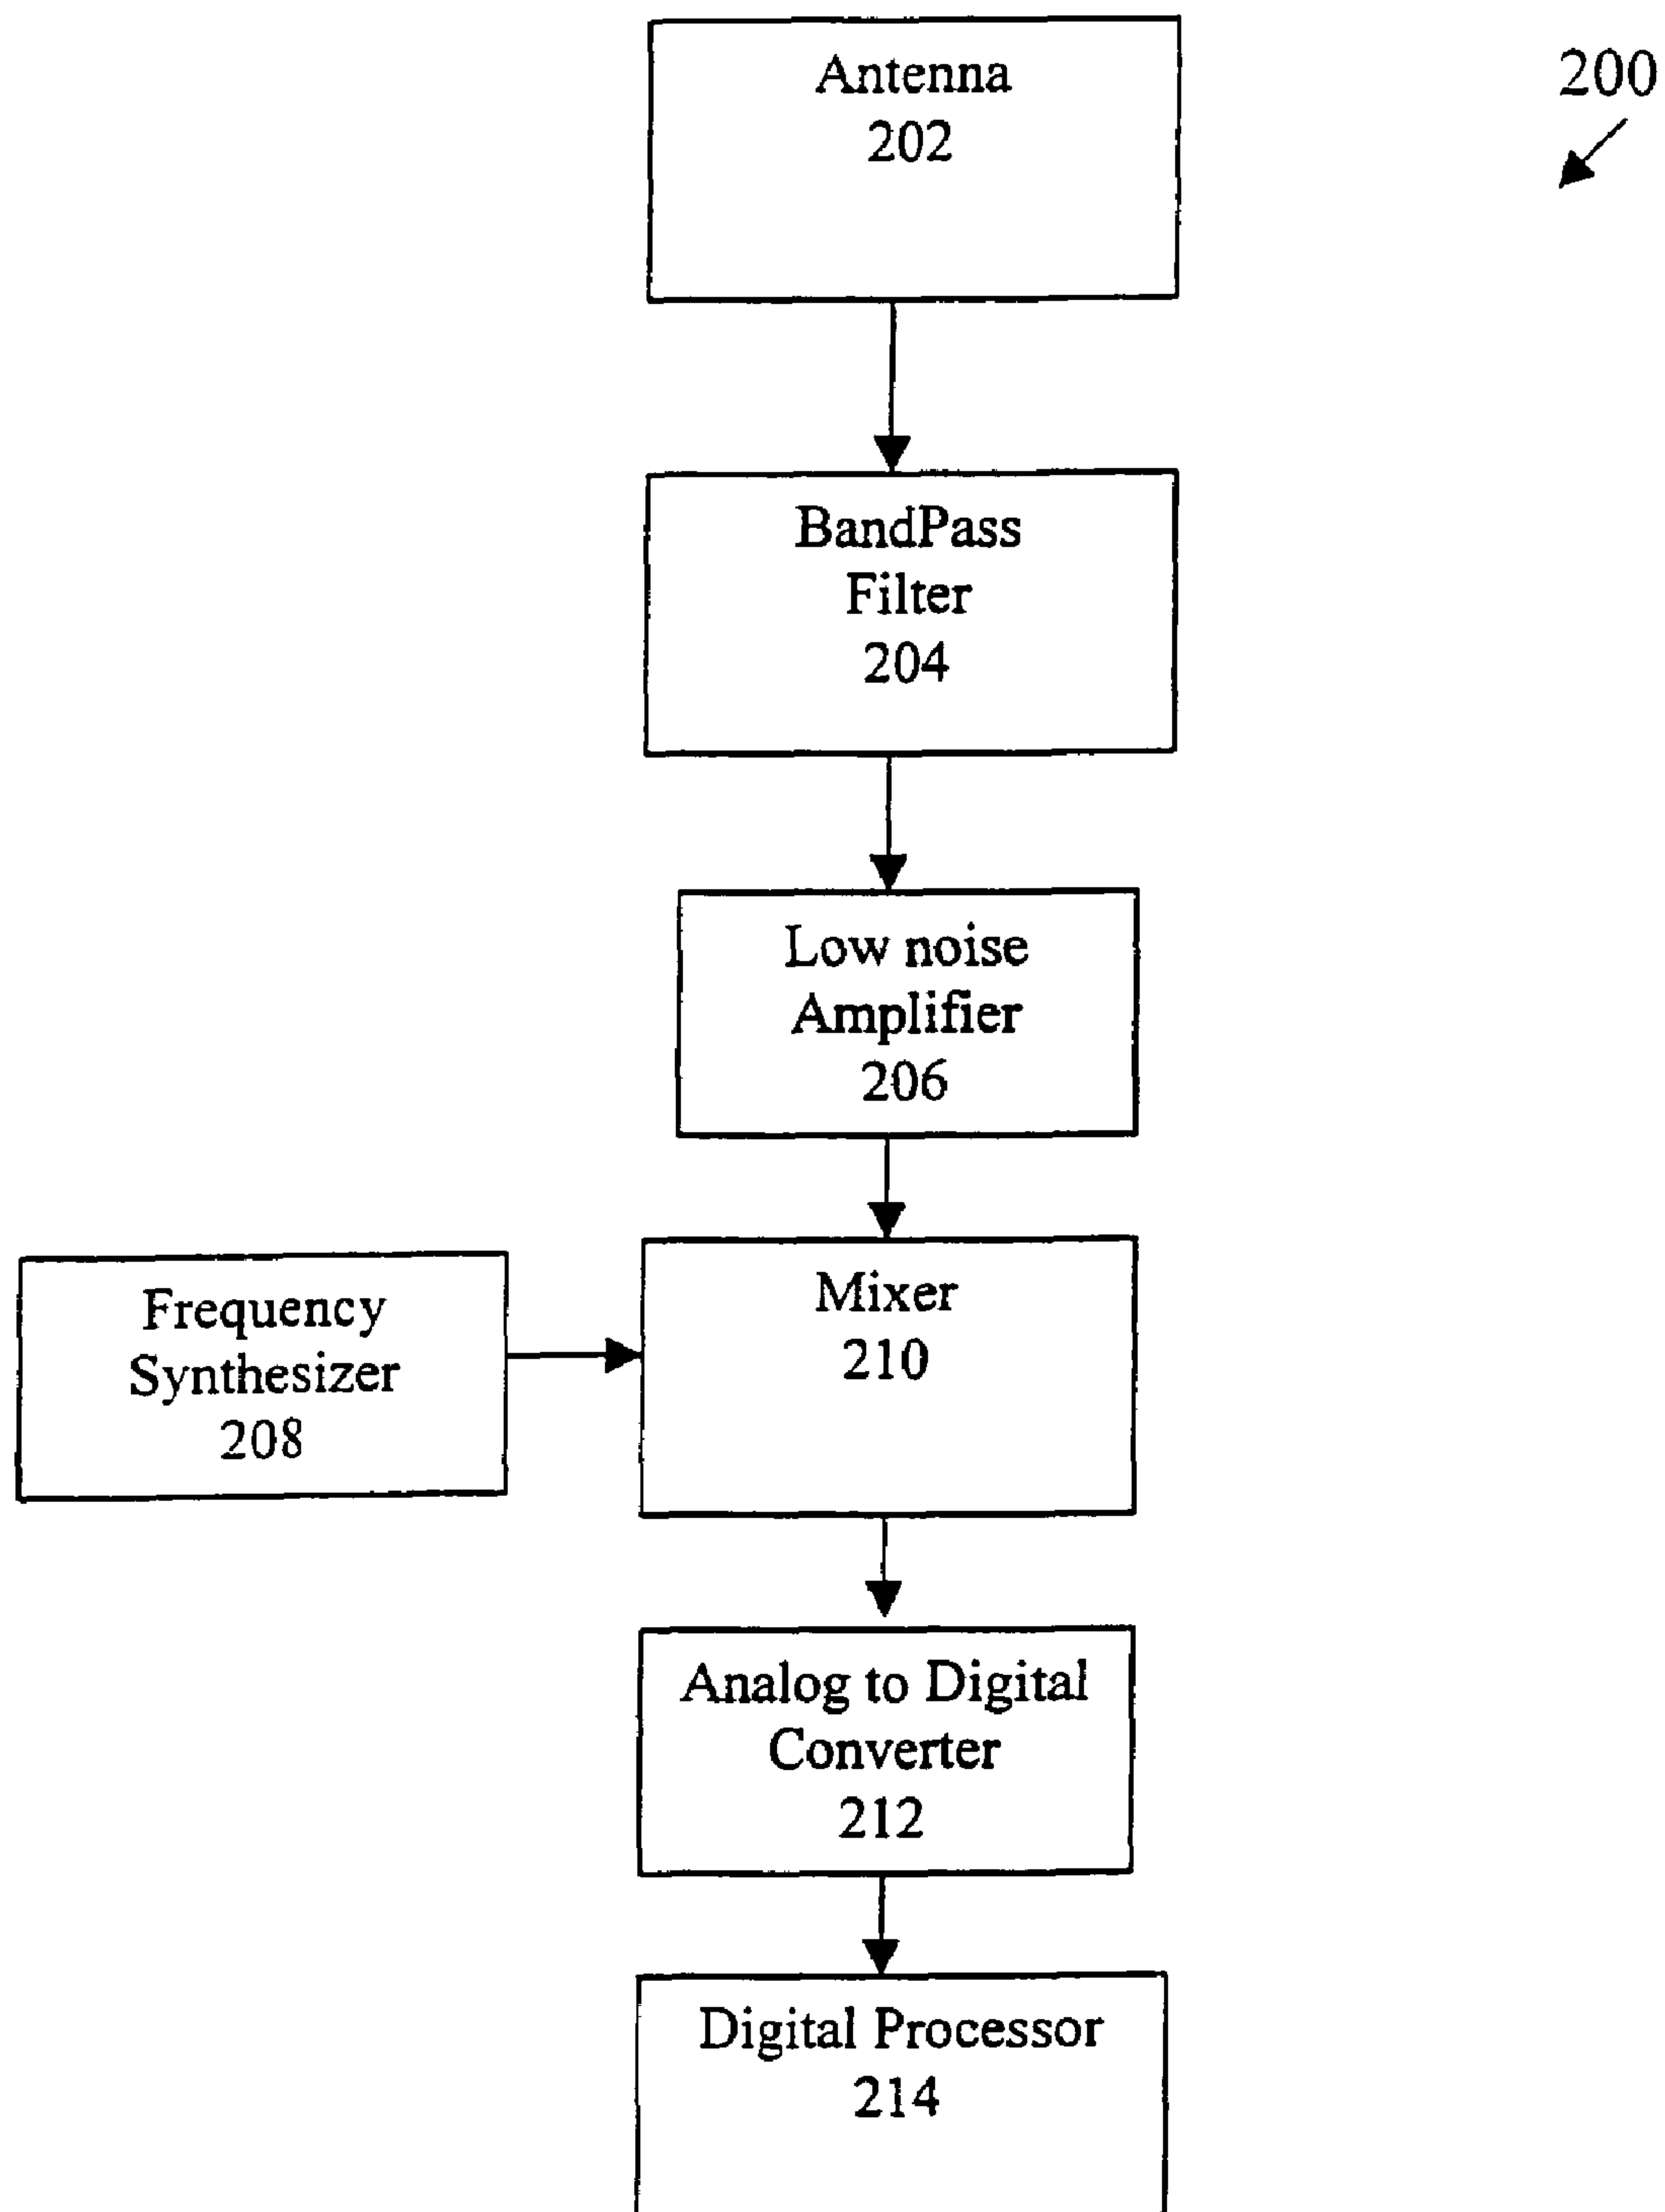 Antenna
202
200
BandPass
Filter
204
Low noise
Amplifier
206
Frequency
Synthesizer
208
Mixer
210
Analog to Digital
Converter
212
Digital Processor
214